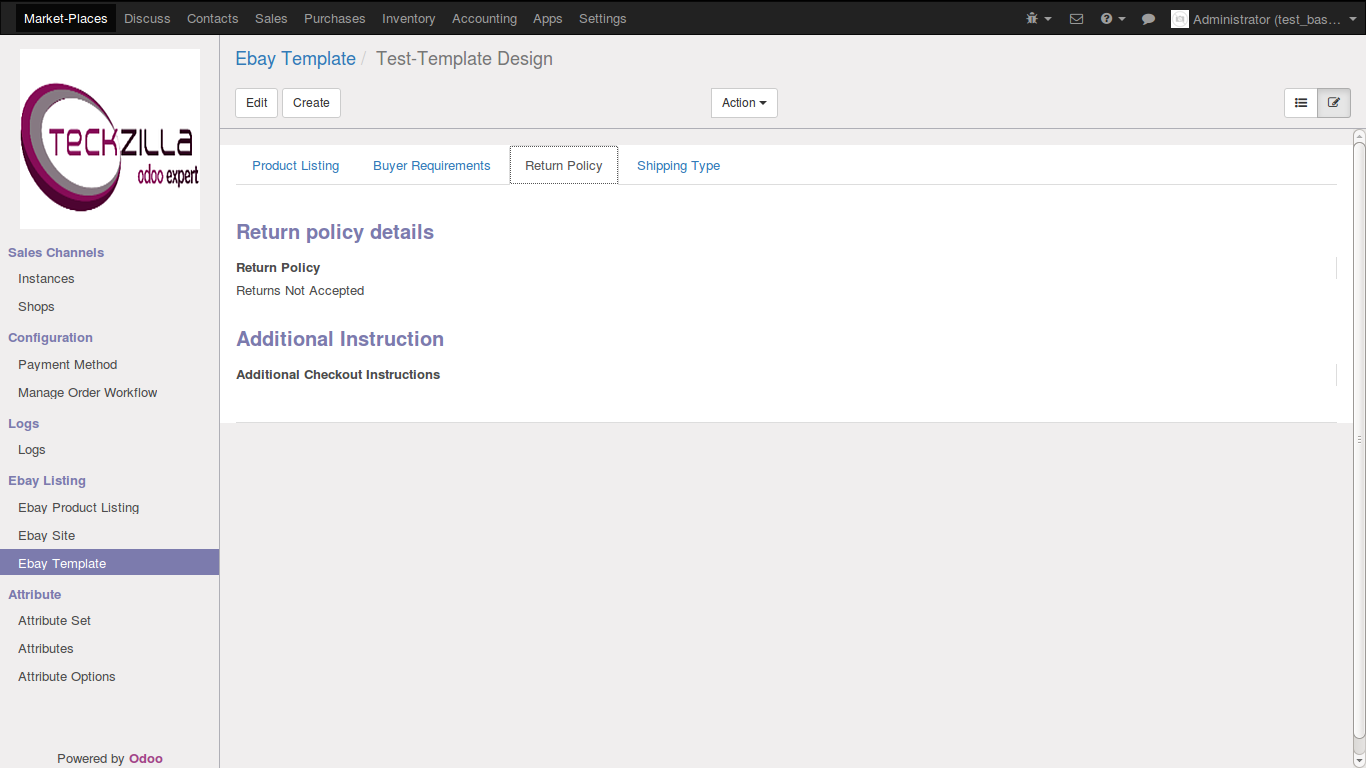 Market-Places Discuss Contacts Sales Purchases Inventory Accounting Apps Settings Administrator (test_bas...
TECKZILLA
odoo expert
Sales Channels
Instances
Shops
Configuration
Payment Method
Manage Order Workflow
Logs
Logs
Ebay Listing
Ebay Product Listing
Ebay Site
Ebay Template
Attribute
Attribute Set
Attributes
Attribute Options
Powered by Odoo
Ebay Template / Test-Template Design
Edit Create Action
Product Listing Buyer Requirements Return Policy Shipping Type
Return policy details
Return Policy
Returns Not Accepted
Additional Instruction
Additional Checkout Instructions